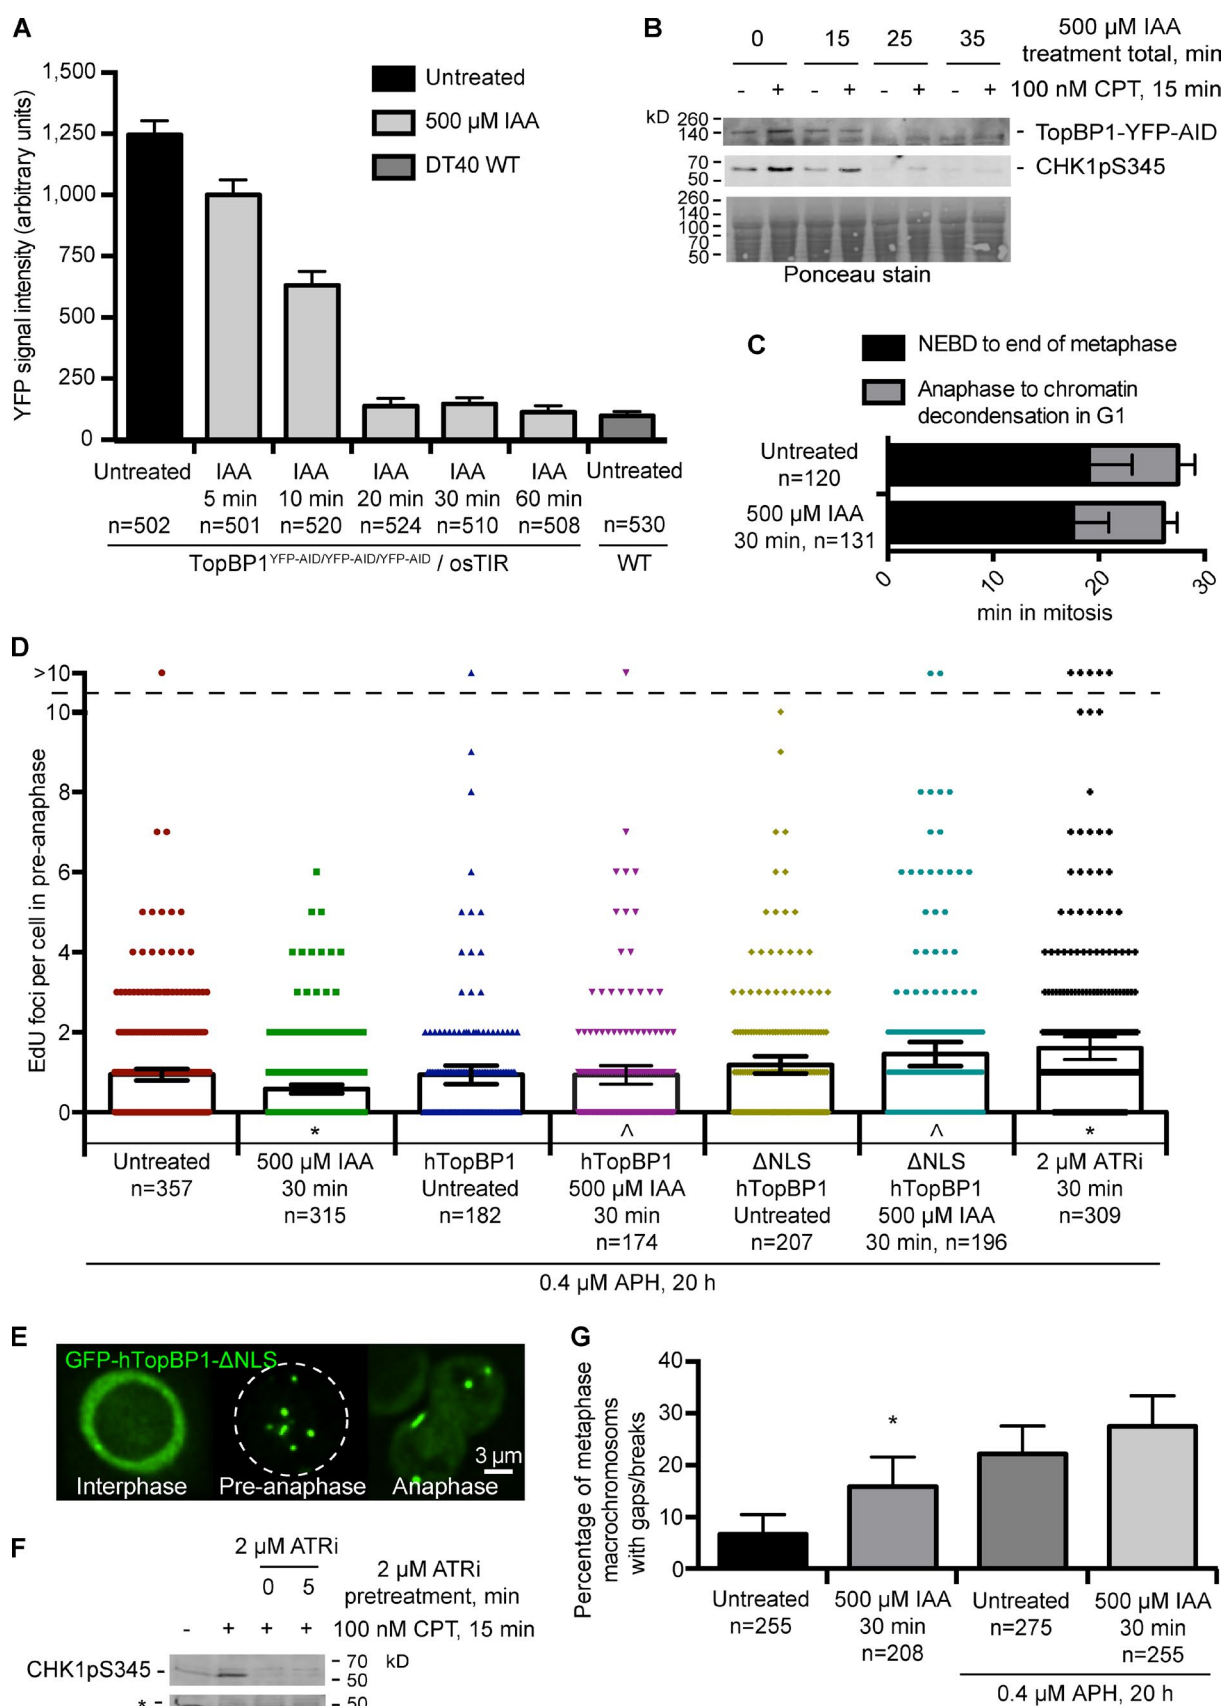 A
YFP signal intensity (arbitrary units)
1,500
1,250
1,000
750
500
250
0
Untreated
500 µM IAA
DT40 WT
Untreated IAA IAA IAA IAA IAA Untreated
5 min 10 min 20 min 30 min 60 min
n=502 n=501 n=520 n=524 n=510 n=508 n=530
TopBP1YFP-AID/YFP-AID/YFP-AID / osTIR WT
B
0 15 25 35 500 µM IAA
treatment total, min
- + - + - + - + 100 nM CPT, 15 min
kD
260
140
- TopBP1-YFP-AID
70
50
- CHK1pS345
260
140
100
70
50
Ponceau stain
C
NEBD to end of metaphase
Anaphase to chromatin
decondensation in G1
Untreated
n=120
500 µM IAA
30 min, n=131
0 10 20 30
min in mitosis
D
EdU foci per cell in pre-anaphase
>10
10
8
6
4
2
0
* ^ ^ *
Untreated 500 µM IAA hTopBP1 hTopBP1 ΔNLS ΔNLS 2 µM ATRi
n=357 30 min Untreated 500 µM IAA hTopBP1 hTopBP1 30 min
n=315 n=182 30 min Untreated 500 µM IAA n=309
n=174 n=207 30 min, n=196
0.4 µM APH, 20 h
E
GFP-hTopBP1-ΔNLS
3 µm
Interphase Pre-anaphase Anaphase
F
2 µM ATRi
0 5
2 µM ATRi
pretreatment, min
- + + + 100 nM CPT, 15 min
CHK1pS345 -
- 70 kD
- 50
* - - 50
G
Percentage of metaphase
macrochromosoms
with gaps/breaks
40
30
20
10
0
*
Untreated 500 µM IAA Untreated 500 µM IAA
n=255 30 min n=275 30 min
n=208 n=255
0.4 µM APH, 20 h